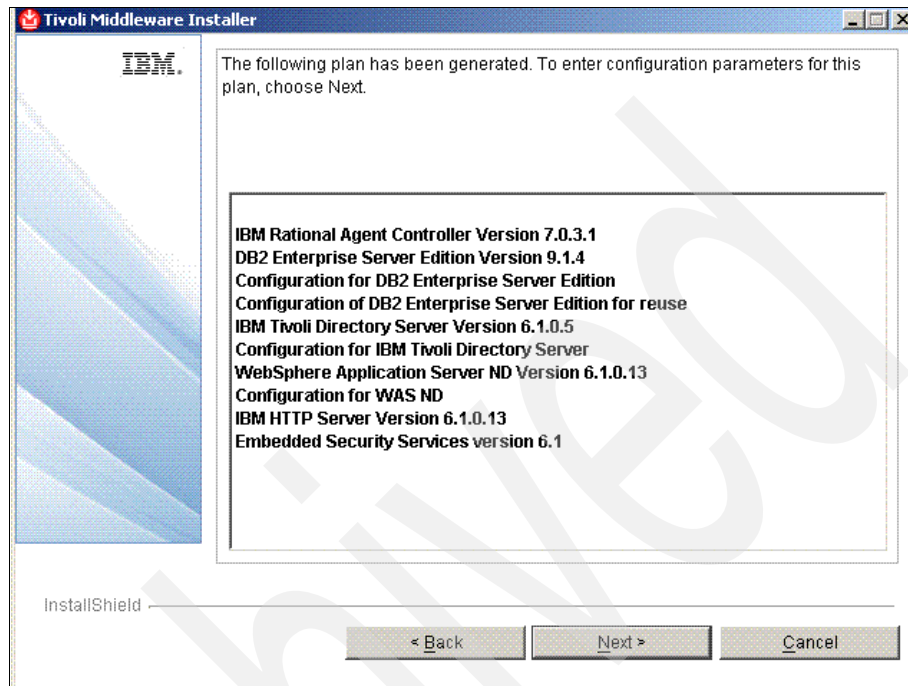 Tivoli Middleware Installer
IBM.
The following plan has been generated. To enter configuration parameters for this
plan, choose Next.
IBM Rational Agent Controller Version 7.0.3.1
DB2 Enterprise Server Edition Version 9.1.4
Configuration for DB2 Enterprise Server Edition
Configuration of DB2 Enterprise Server Edition for reuse
IBM Tivoli Directory Server Version 6.1.0.5
Configuration for IBM Tivoli Directory Server
WebSphere Application Server ND Version 6.1.0.13
Configuration for WAS ND
IBM HTTP Server Version 6.1.0.13
Embedded Security Services version 6.1
InstallShield
< Back Next > Cancel